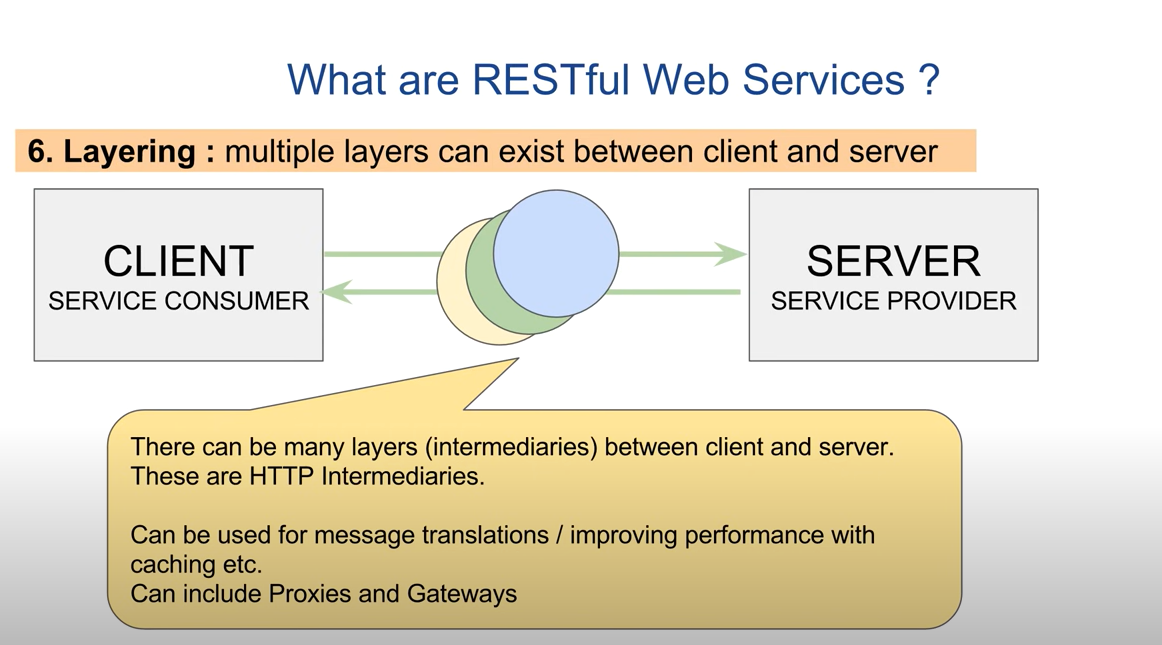 What are RESTful Web Services ?
6. Layering : multiple layers can exist between client and server
CLIENT
SERVICE CONSUMER
SERVER
SERVICE PROVIDER
There can be many layers (intermediaries) between client and server.
These are HTTP Intermediaries.
Can be used for message translations / improving performance with
caching etc.
Can include Proxies and Gateways